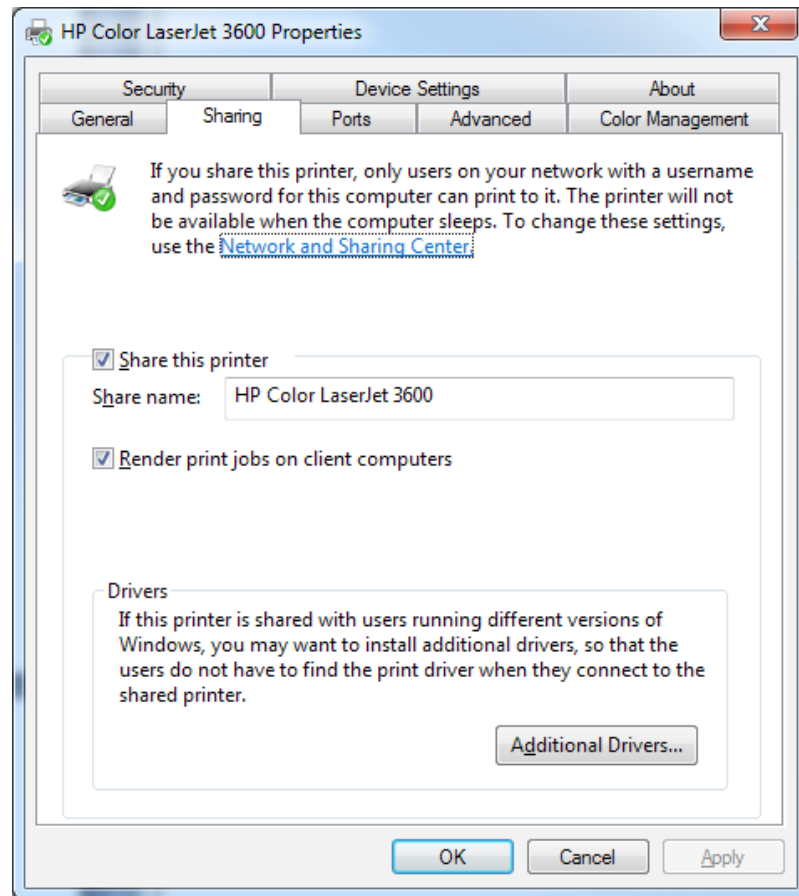 HP Color LaserJet 3600 Properties
Security Device Settings About
General Sharing Ports Advanced Color Management
If you share this printer, only users on your network with a username
and password for this computer can print to it. The printer will not
be available when the computer sleeps. To change these settings,
use the Network and Sharing Center.
Share this printer
Share name: HP Color LaserJet 3600
Render print jobs on client computers
Drivers
If this printer is shared with users running different versions of
Windows, you may want to install additional drivers, so that the
users do not have to find the print driver when they connect to the
shared printer.
Additional Drivers...
OK Cancel Apply